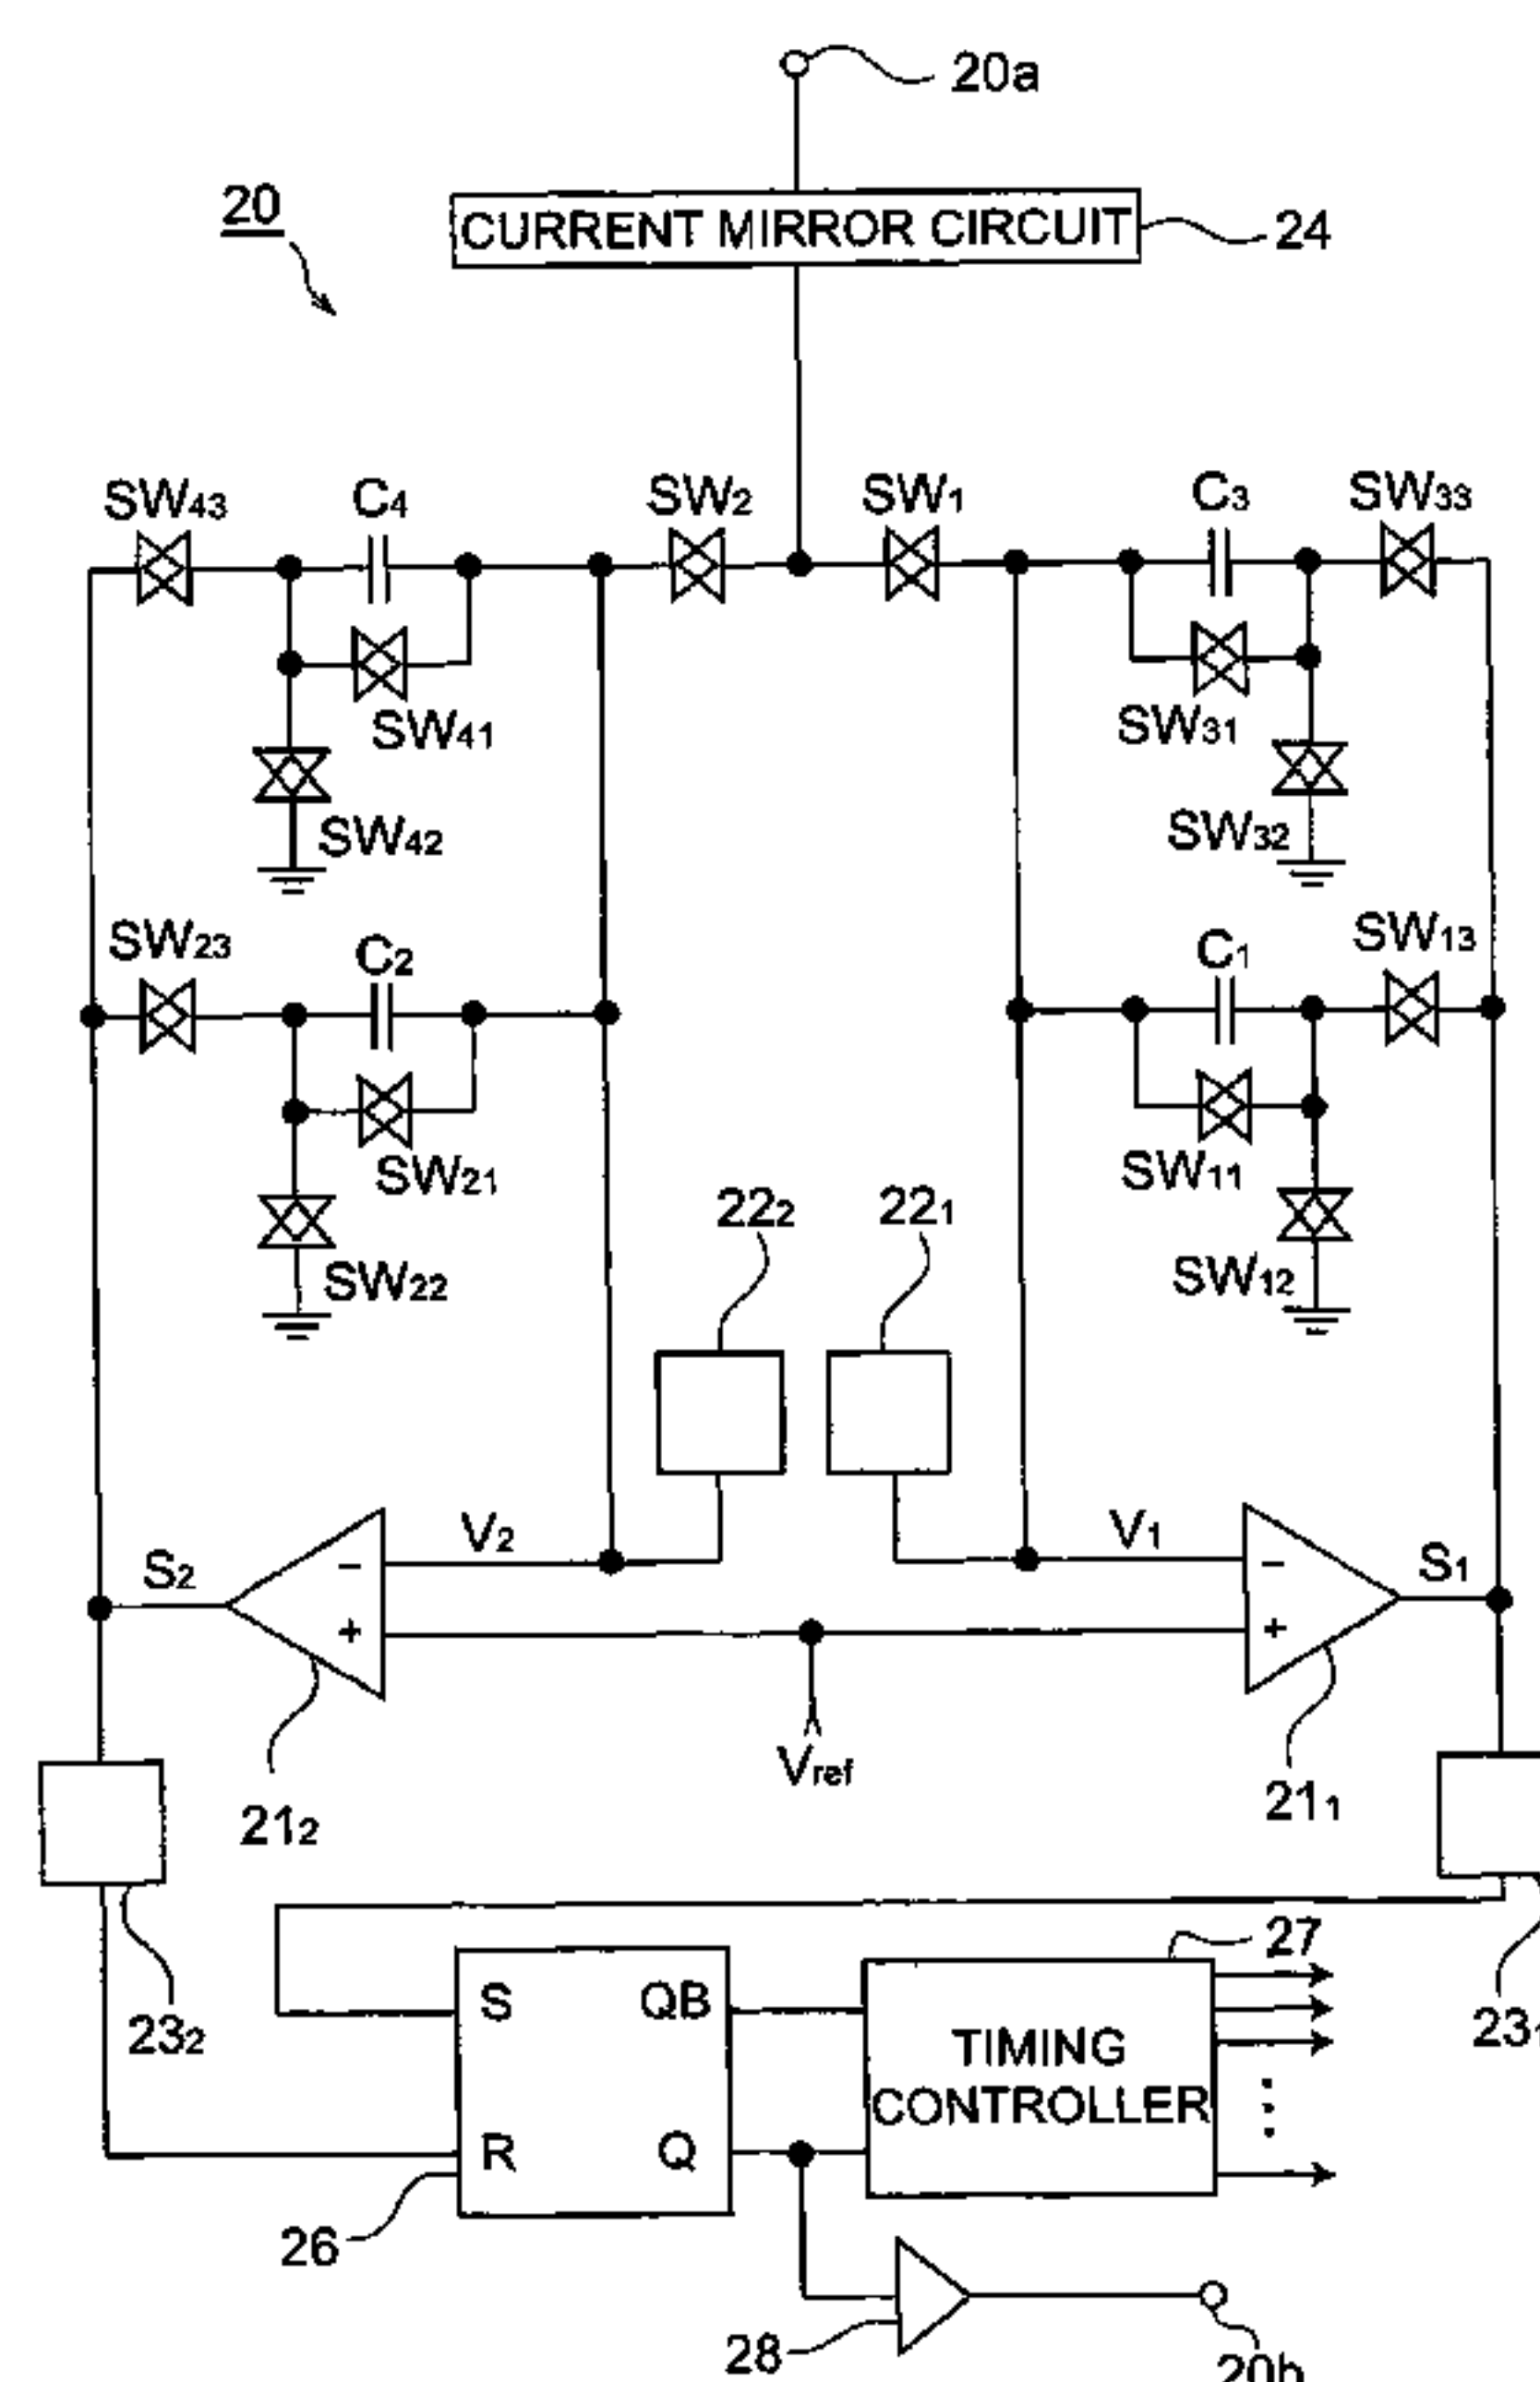 20a
20
CURRENT MIRROR CIRCUIT
24
SW43
C4
SW2
SW1
C3
SW33
SW41
SW31
SW42
SW32
SW23
C2
C1
SW13
SW21
SW11
222
221
SW22
SW12
V2
V1
S2
S1
−
−
+
+
Vref
212
211
27
S
QB
232
TIMING
CONTROLLER
231
R
Q
26
28
20b